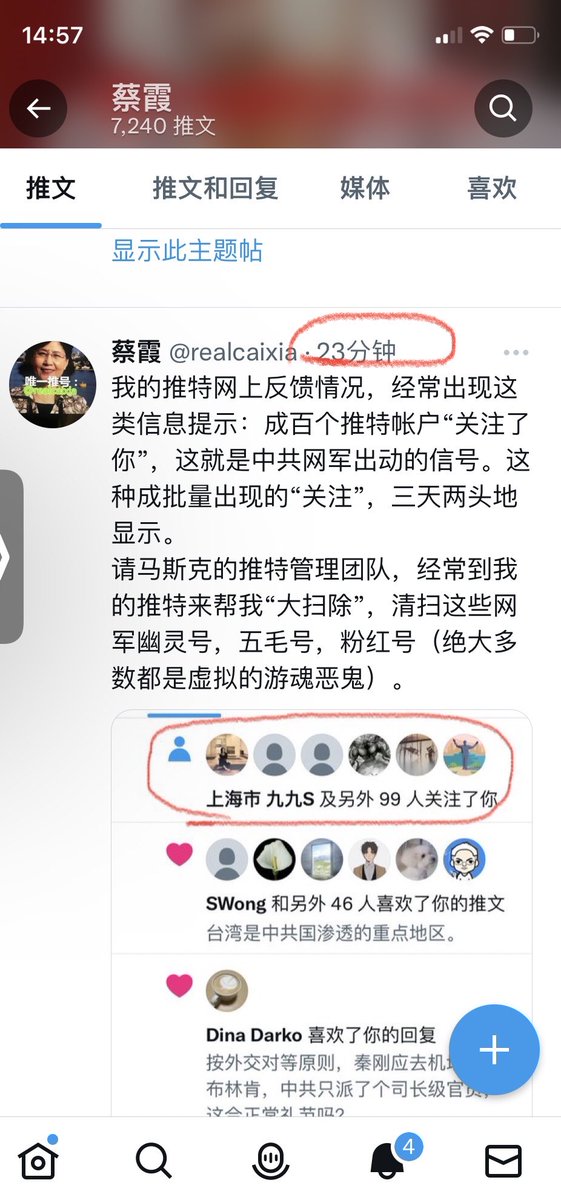 14:57
蔡霞
7,240 推文
推文 推文和回复 媒体 喜欢
显示此主题帖
蔡霞 @realcaixia · 23分钟
唯一推号：
@realcaixia
我的推特网上反馈情况，经常出现这
类信息提示：成百个推特帐户“关注了
你”，这就是中共网军出动的信号。这
种成批量出现的“关注”，三天两头地
显示。
请马斯克的推特管理团队，经常到我
的推特来帮我“大扫除”，清扫这些网
军幽灵号，五毛号，粉红号（绝大多
数都是虚拟的游魂恶鬼）。
上海市 九九S 及另外 99 人关注了你
SWong 和另外 46 人喜欢了你的推文
台湾是中共国渗透的重点地区。
Dina Darko 喜欢了你的回复
按外交对等原则，秦刚应去机
布林肯，中共只派了个司长级官员，
这合正常礼节吗？
4